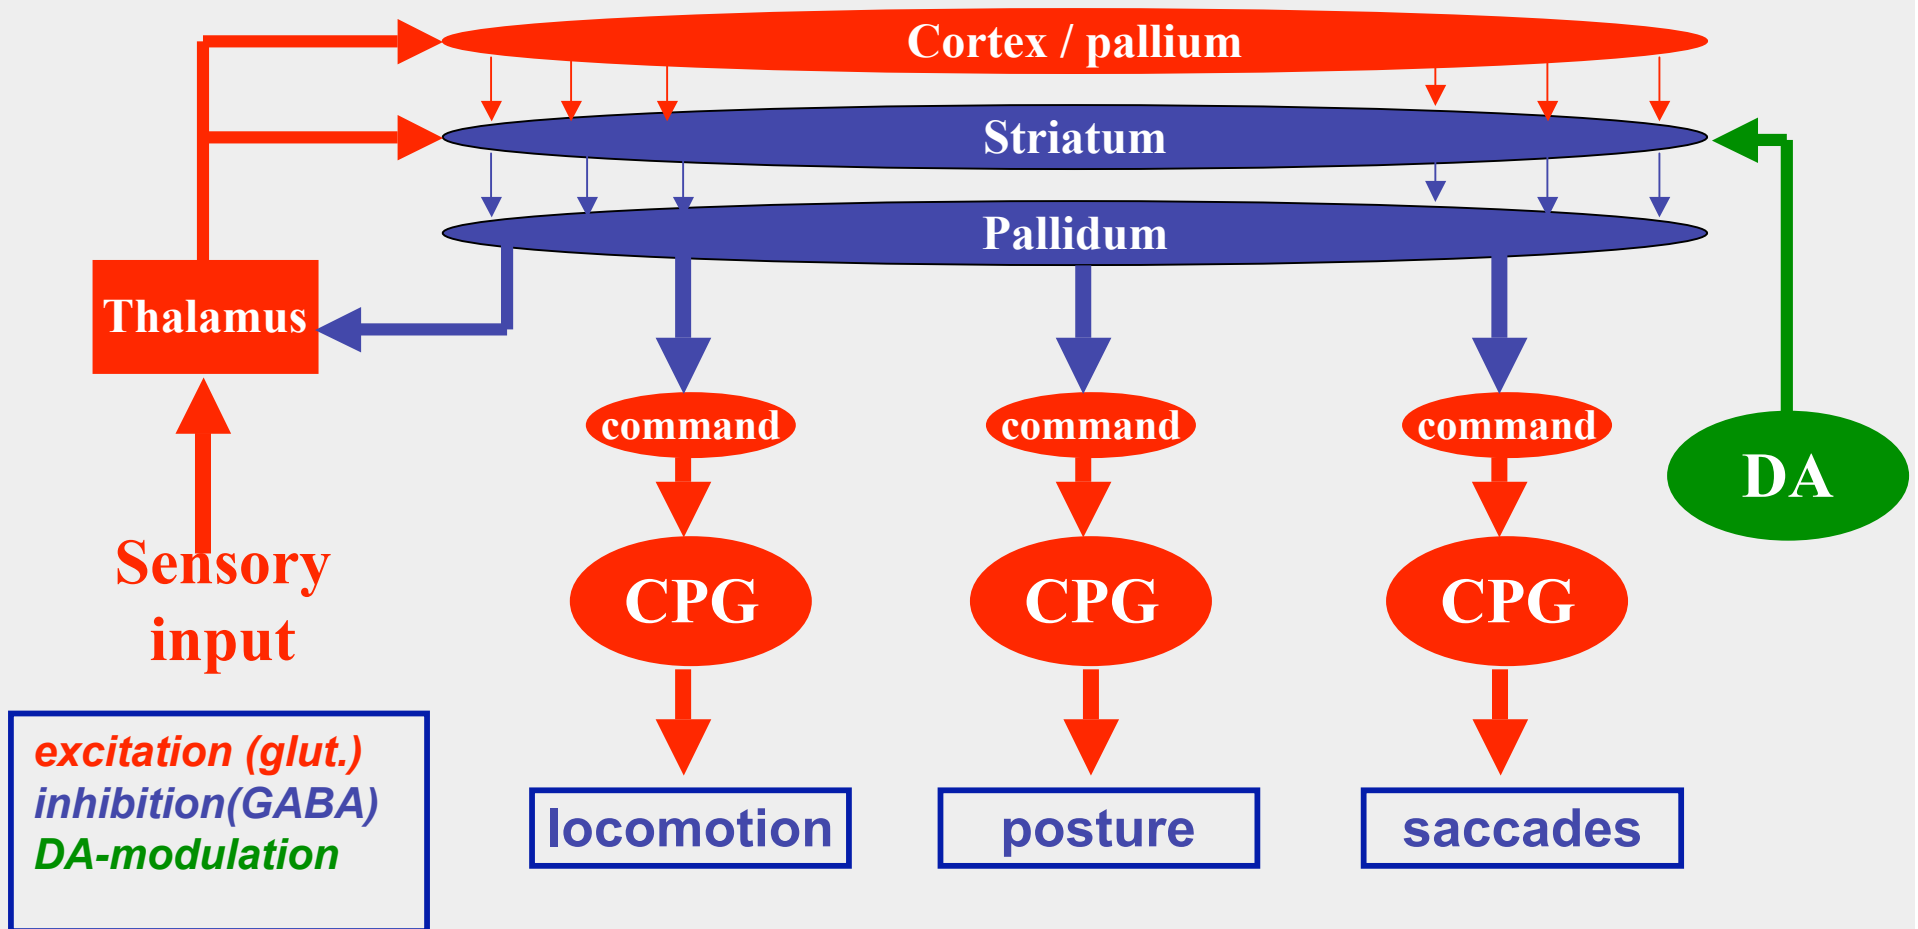 Cortex / pallium
Striatum
Pallidum
Thalamus
command
command
command
DA
Sensory
input
CPG
CPG
CPG
excitation (glut.)
inhibition(GABA)
DA-modulation
locomotion
posture
saccades